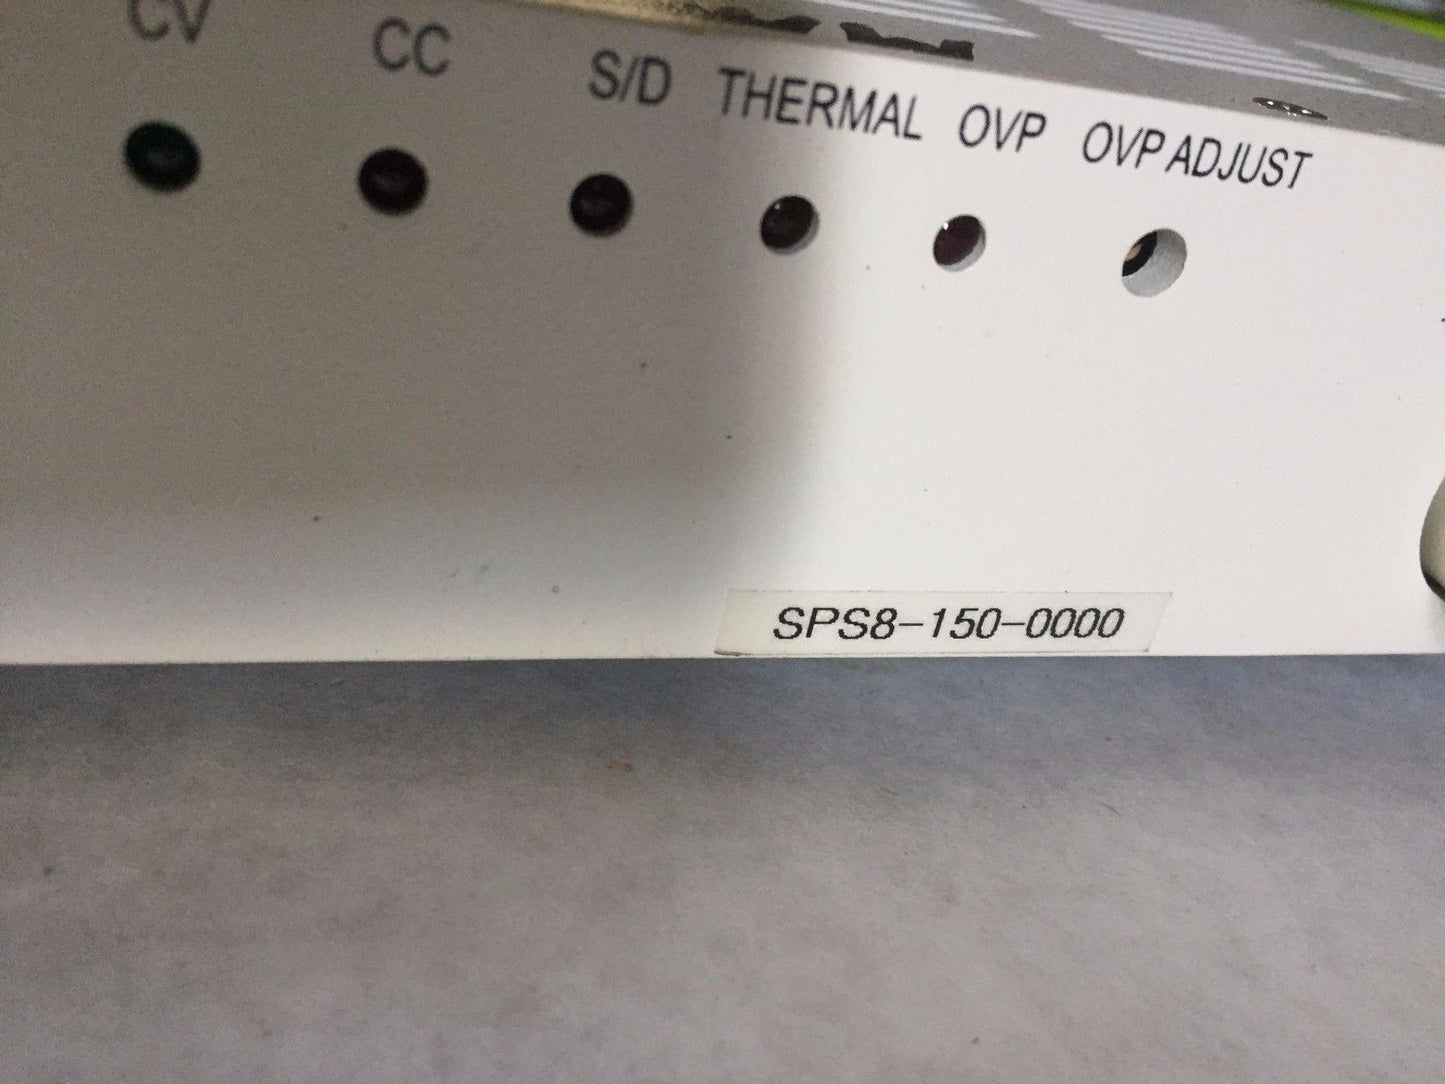 CV CC S/D THERMAL OVP OVP ADJUST
SPS8-150-0000